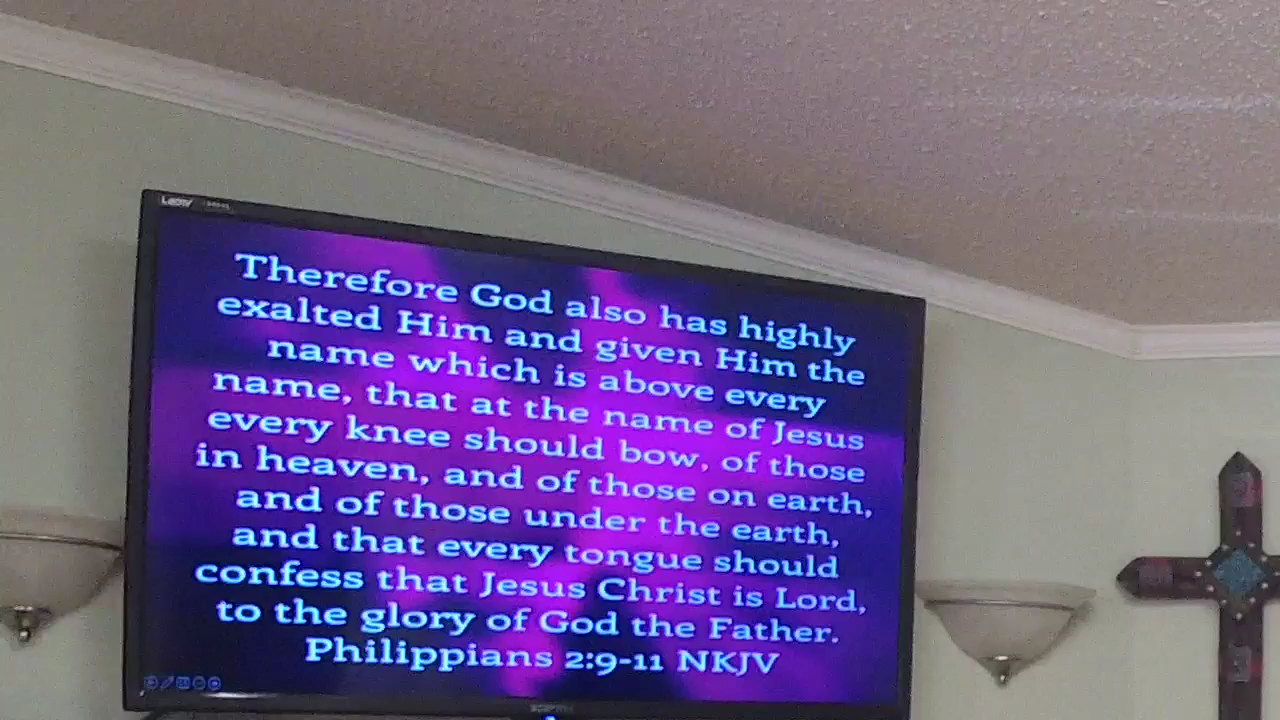 Therefore God also has highly
exalted Him and given Him the
name which is above every
name, that at the name of Jesus
every knee should bow, of those
in heaven, and of those on earth,
and of those under the earth,
and that every tongue should
confess that Jesus Christ is Lord,
to the glory of God the Father.
Philippians 2:9-11 NKJV
SCEPTRE